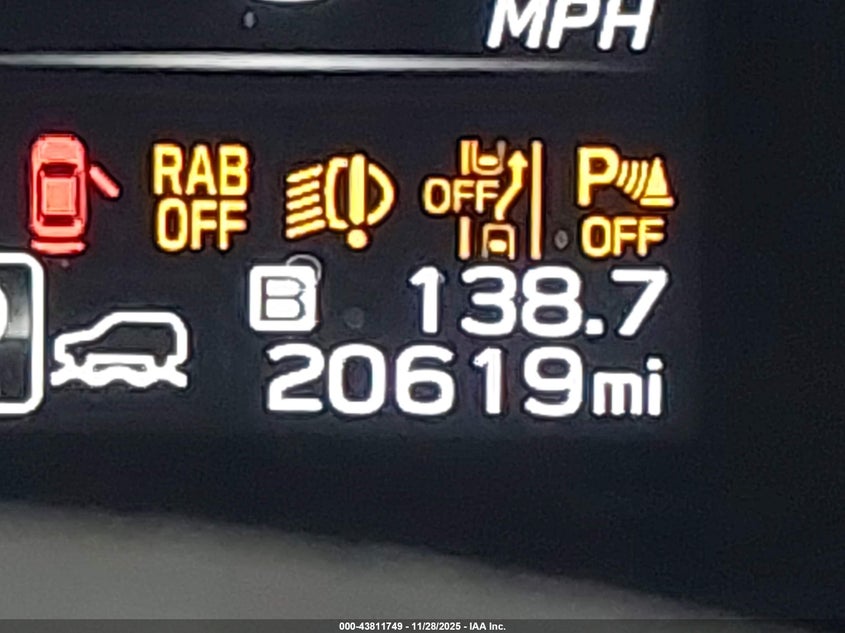 MPH
RAB OFF P
OFF OFF
B 138.7
20619mi
000-43811749 - 11/28/2025 - IAA Inc.